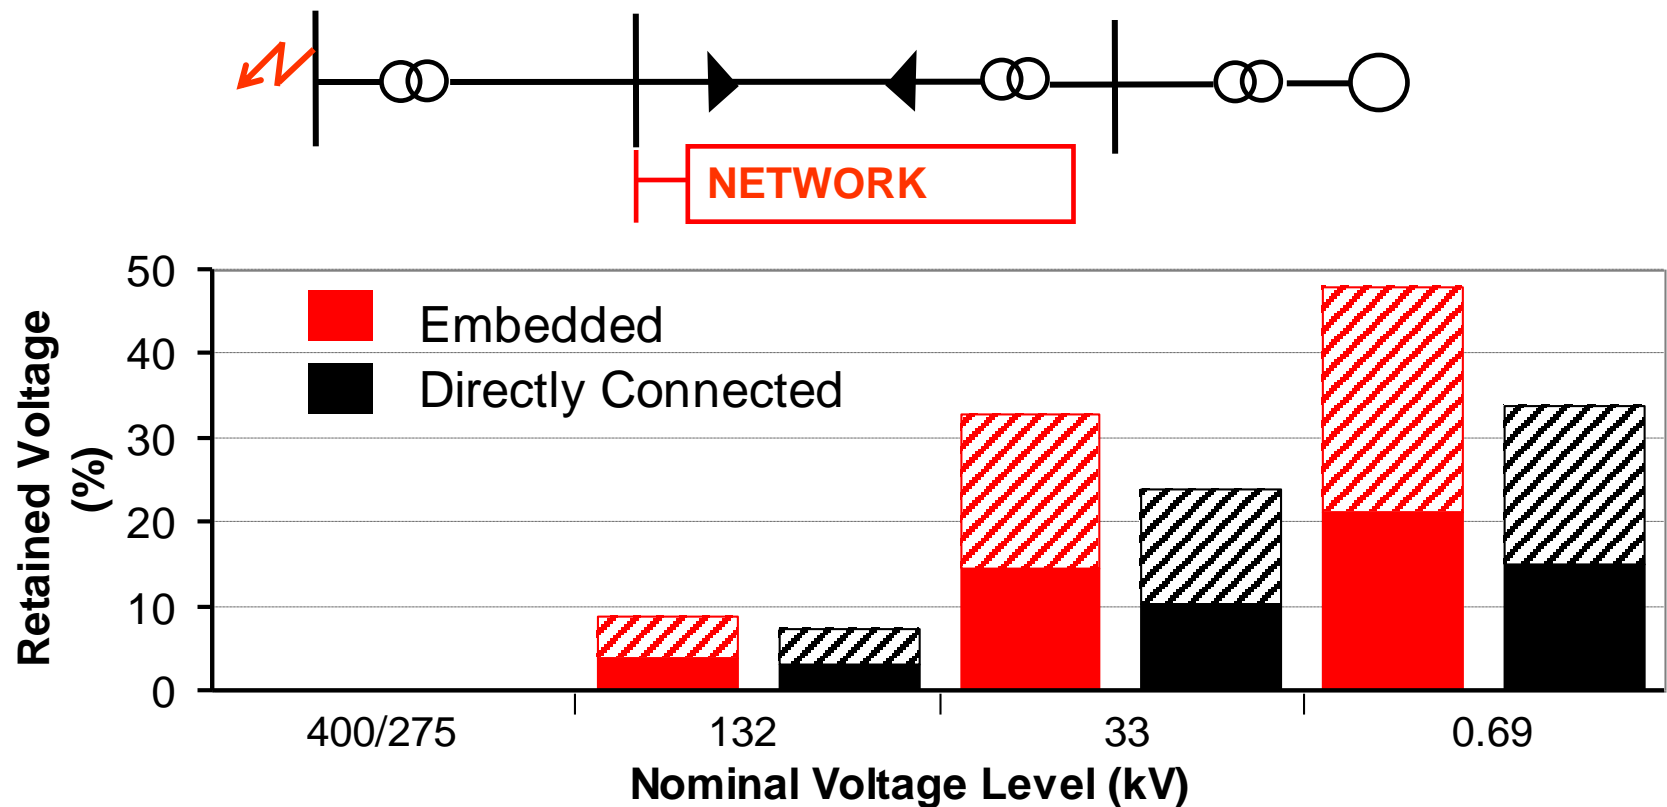 NETWORK
50
40
30
20
10
0
Retained Voltage
(%)
Embedded
Directly Connected
400/275
132
33
0.69
Nominal Voltage Level (kV)